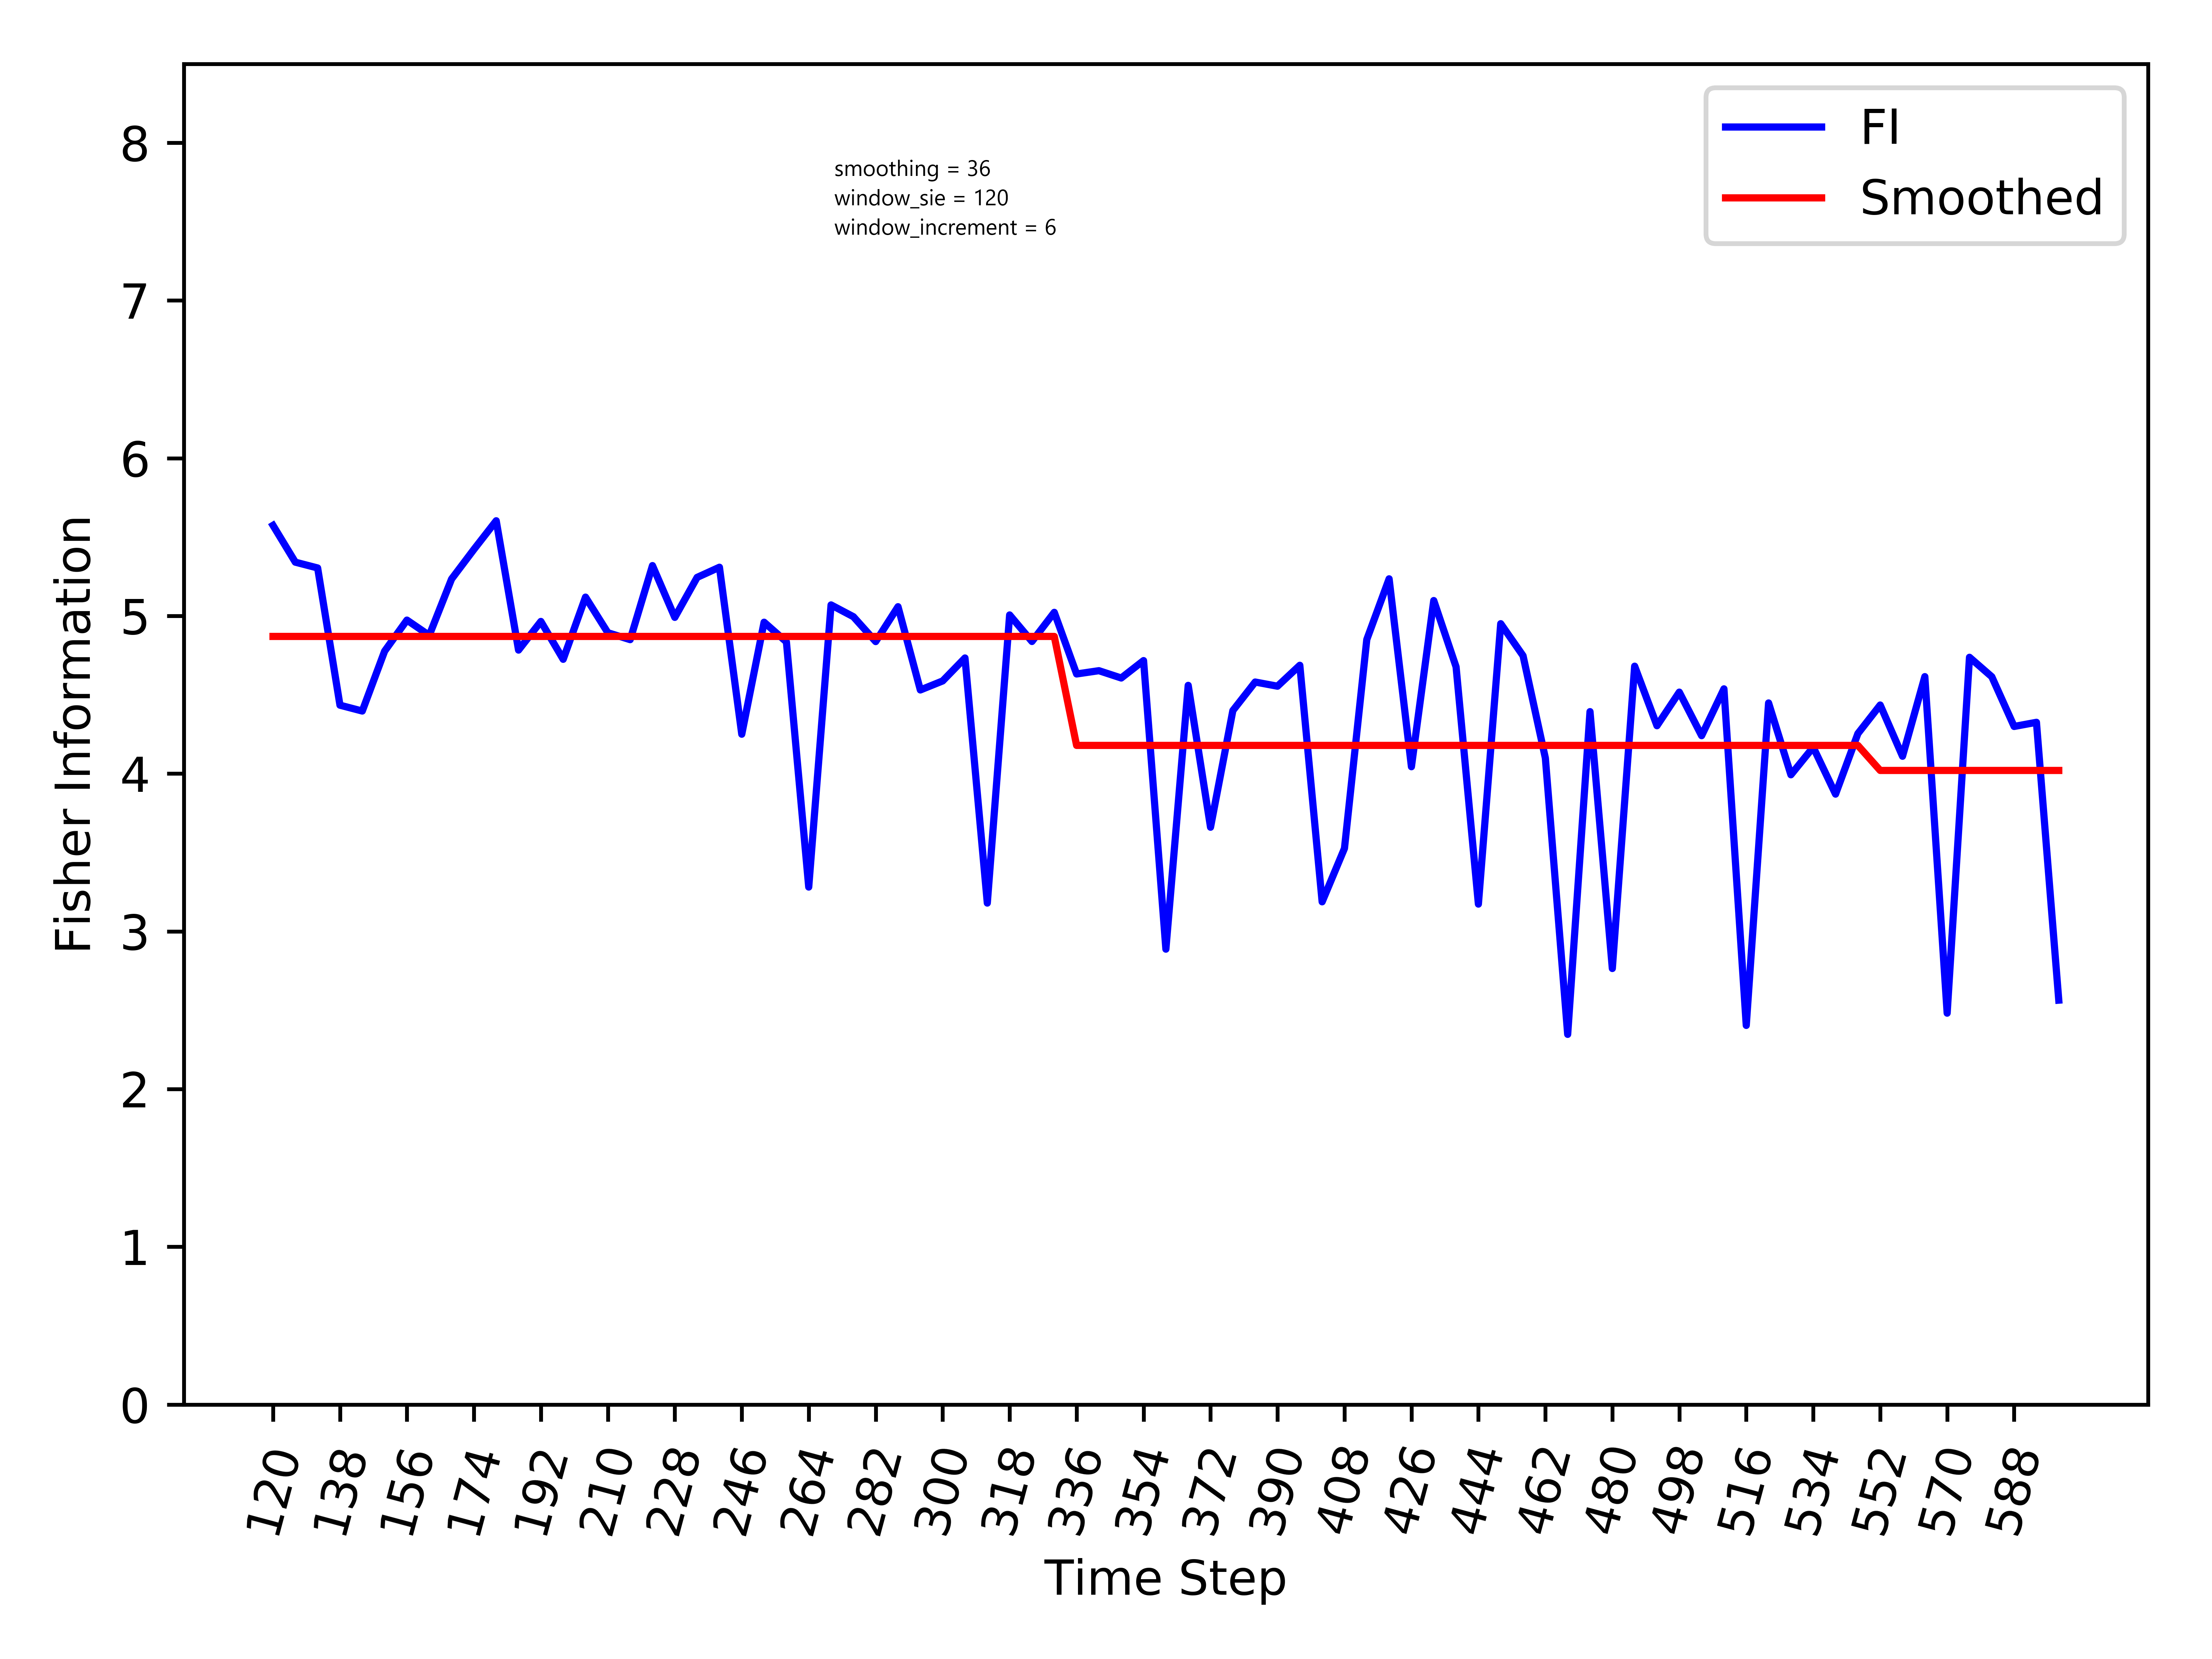 FI
Smoothed
smoothing = 36
window_sie = 120
window_increment = 6
8
7
6
5
4
3
2
1
0
Fisher Information
120 138 156 174 192 210 228 246 264 282 300 318 336 354 372 390 408 426 444 462 480 498 516 534 552 570 588
Time Step